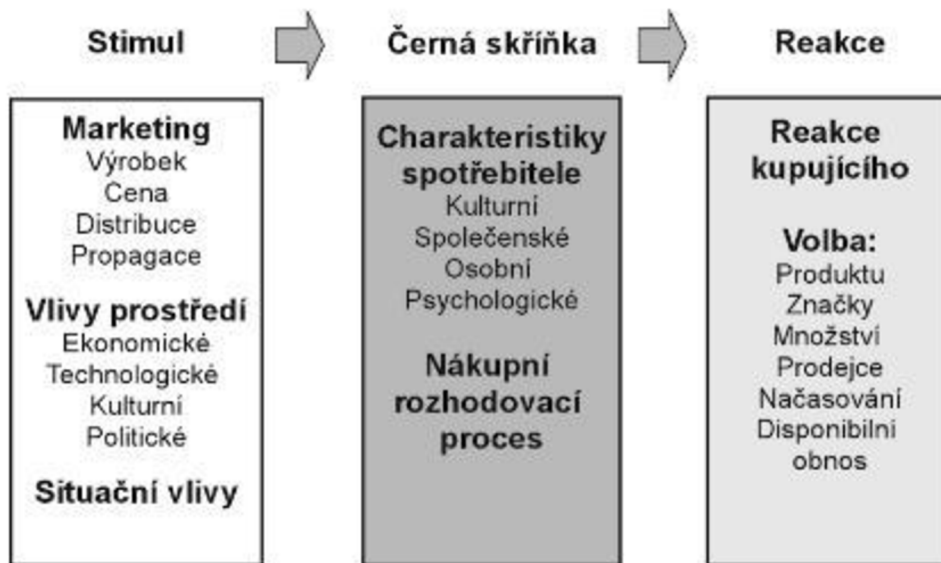 Stimul
Černá skříňka
Reakce
Marketing
Výrobek
Cena
Distribuce
Propagace
Vlivy prostředí
Ekonomické
Technologické
Kulturní
Politické
Situační vlivy
Charakteristiky
spotřebitele
Kulturní
Společenské
Osobní
Psychologické
Nákupní
rozhodovací
proces
Reakce
kupujícího
Volba:
Produktu
Značky
Množství
Prodejce
Načasování
Disponibilni
obnos